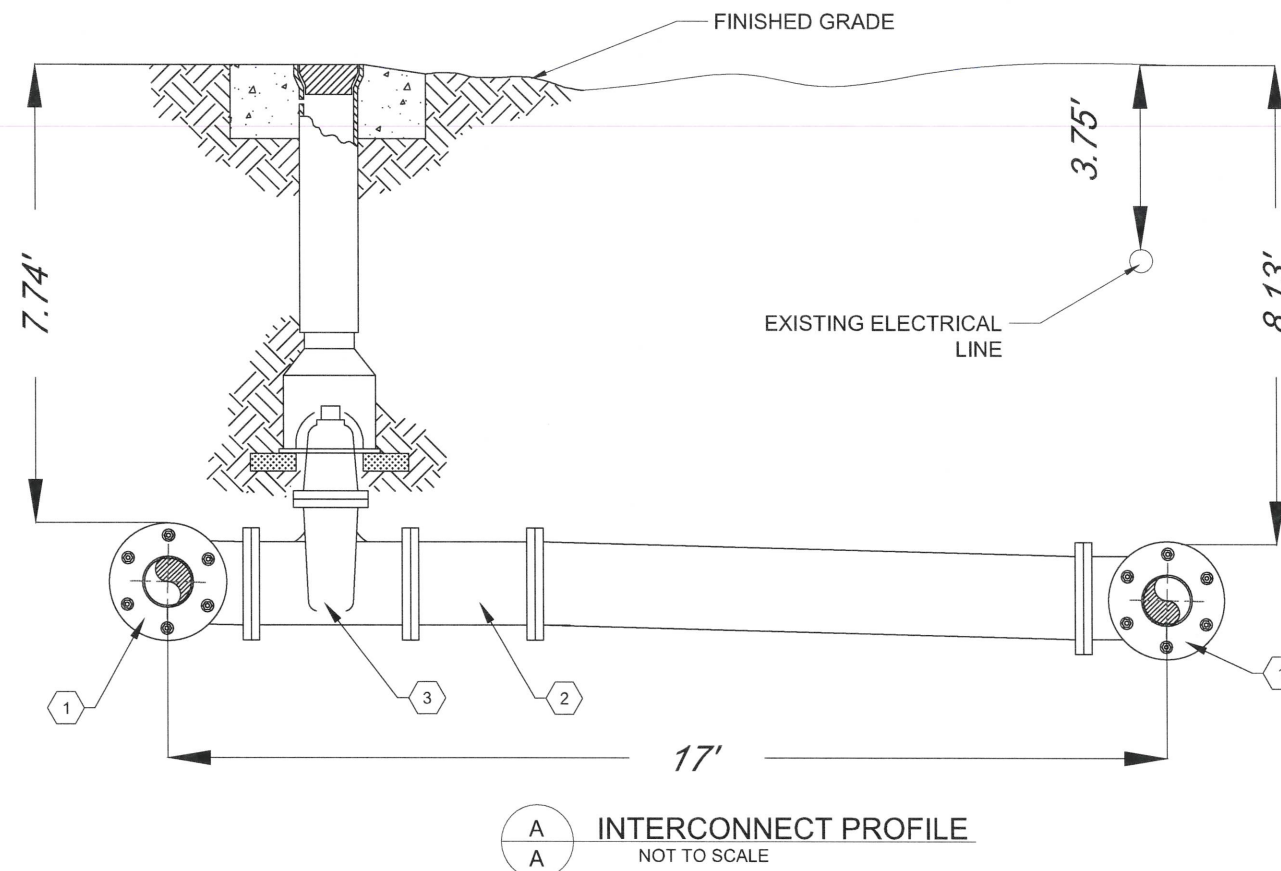 FINISHED GRADE
7.74'
3.75'
8.13'
EXISTING ELECTRICAL
LINE
1
3
2
1
17'
A
A
INTERCONNECT PROFILE
NOT TO SCALE